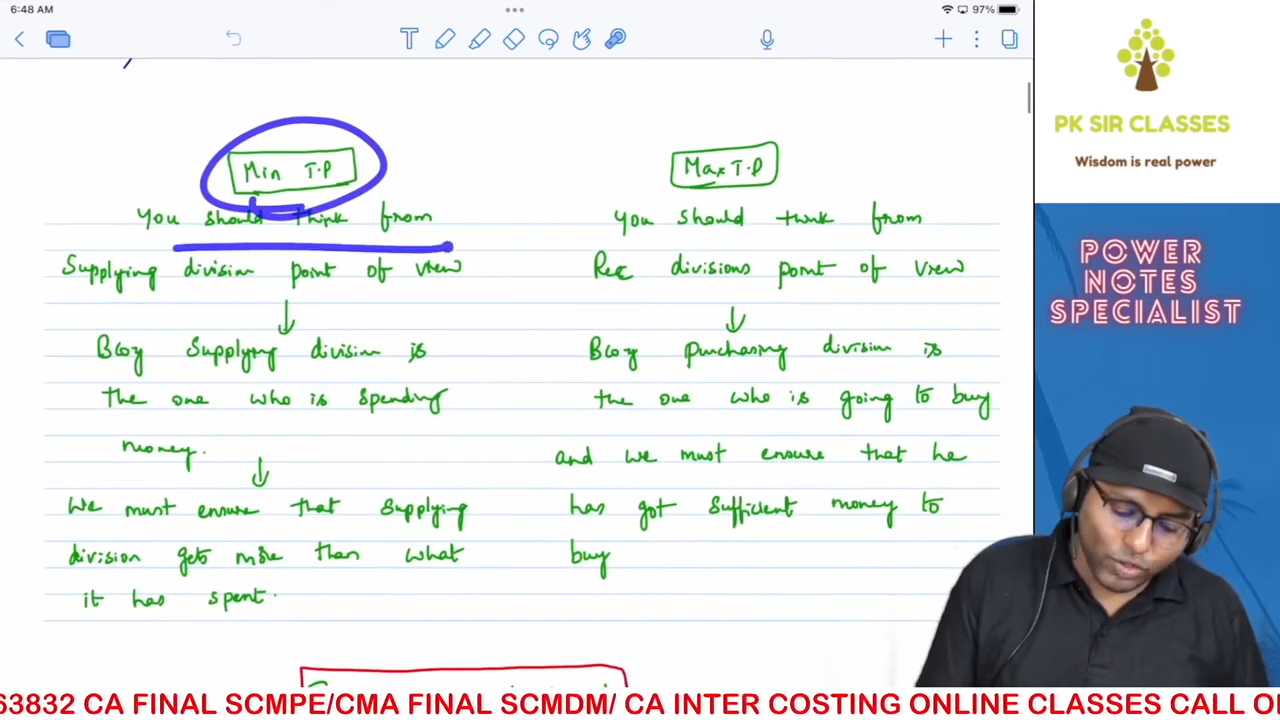 6:48 AM
97%
Min T.P
You should think from
Supplying division point of view
Bcoz Supplying division is
the one who is spending
money.
We must ensure that supplying
division gets more than what
it has spent.
Max T.P
You should think from
Rec divisions point of view
Bcoz purchasing division is
the one who is going to buy
and we must ensure that he
has got sufficient money to
buy
PK SIR CLASSES
Wisdom is real power
POWER
NOTES
SPECIALIST
63832 CA FINAL SCMPE/CMA FINAL SCMDM/ CA INTER COSTING ONLINE CLASSES CALL